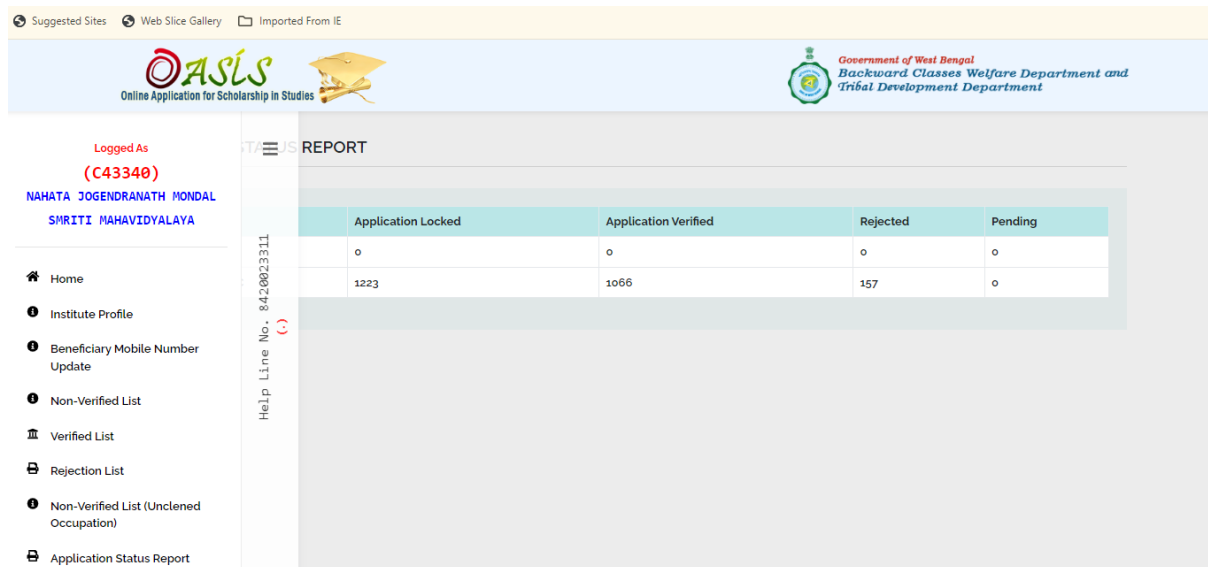 Suggested Sites Web Slice Gallery Imported From IE
OASÍS
Online Application for Scholarship in Studies
Government of West Bengal
Backward Classes Welfare Department and
Tribal Development Department
Logged As
(C43340)
NAHATA JOGENDRANATH MONDAL
SMRITI MAHAVIDYALAYA
Home
Institute Profile
Beneficiary Mobile Number
Update
Non-Verified List
Verified List
Rejection List
Non-Verified List (Unclened
Occupation)
Application Status Report
Help Line No. 8420023311
(.)
STATUS REPORT
Application Locked Application Verified Rejected Pending
0 0 0 0
1223 1066 157 0